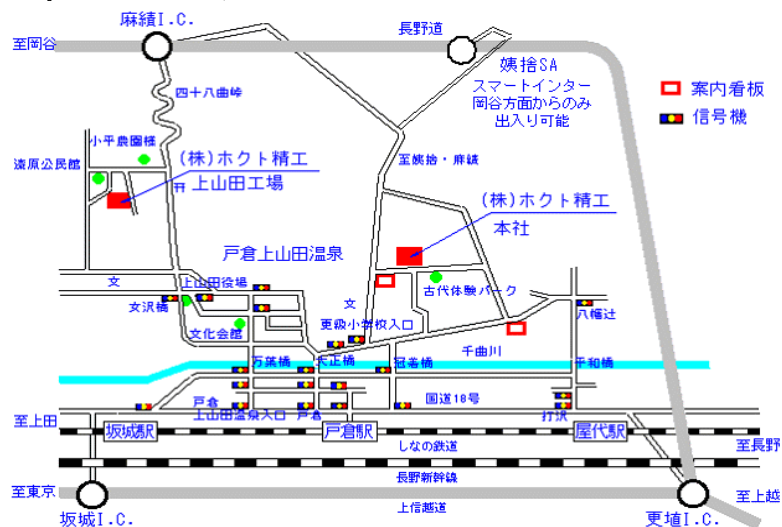 麻績I.C.
長野道
至岡谷
姨捨SA
スマートインター
岡谷方面からのみ
出入り可能
案内看板
信号機
四十八曲峠
小平農園様
漆原公民館
(株)ホクト精工
上山田工場
至姨捨・麻績
(株)ホクト精工
本社
戸倉上山田温泉
文
上山田役場
女沢橋
文
古代体験パーク
八幡辻
更級小学校入口
文化会館
千曲川
万葉橋
大正橋
冠着橋
平和橋
戸倉
上山田温泉入口
戸倉
国道18号
打沢
至上田
坂城駅
戸倉駅
屋代駅
しなの鉄道
至長野
長野新幹線
至東京
上信越道
至上越
坂城I.C.
更埴I.C.